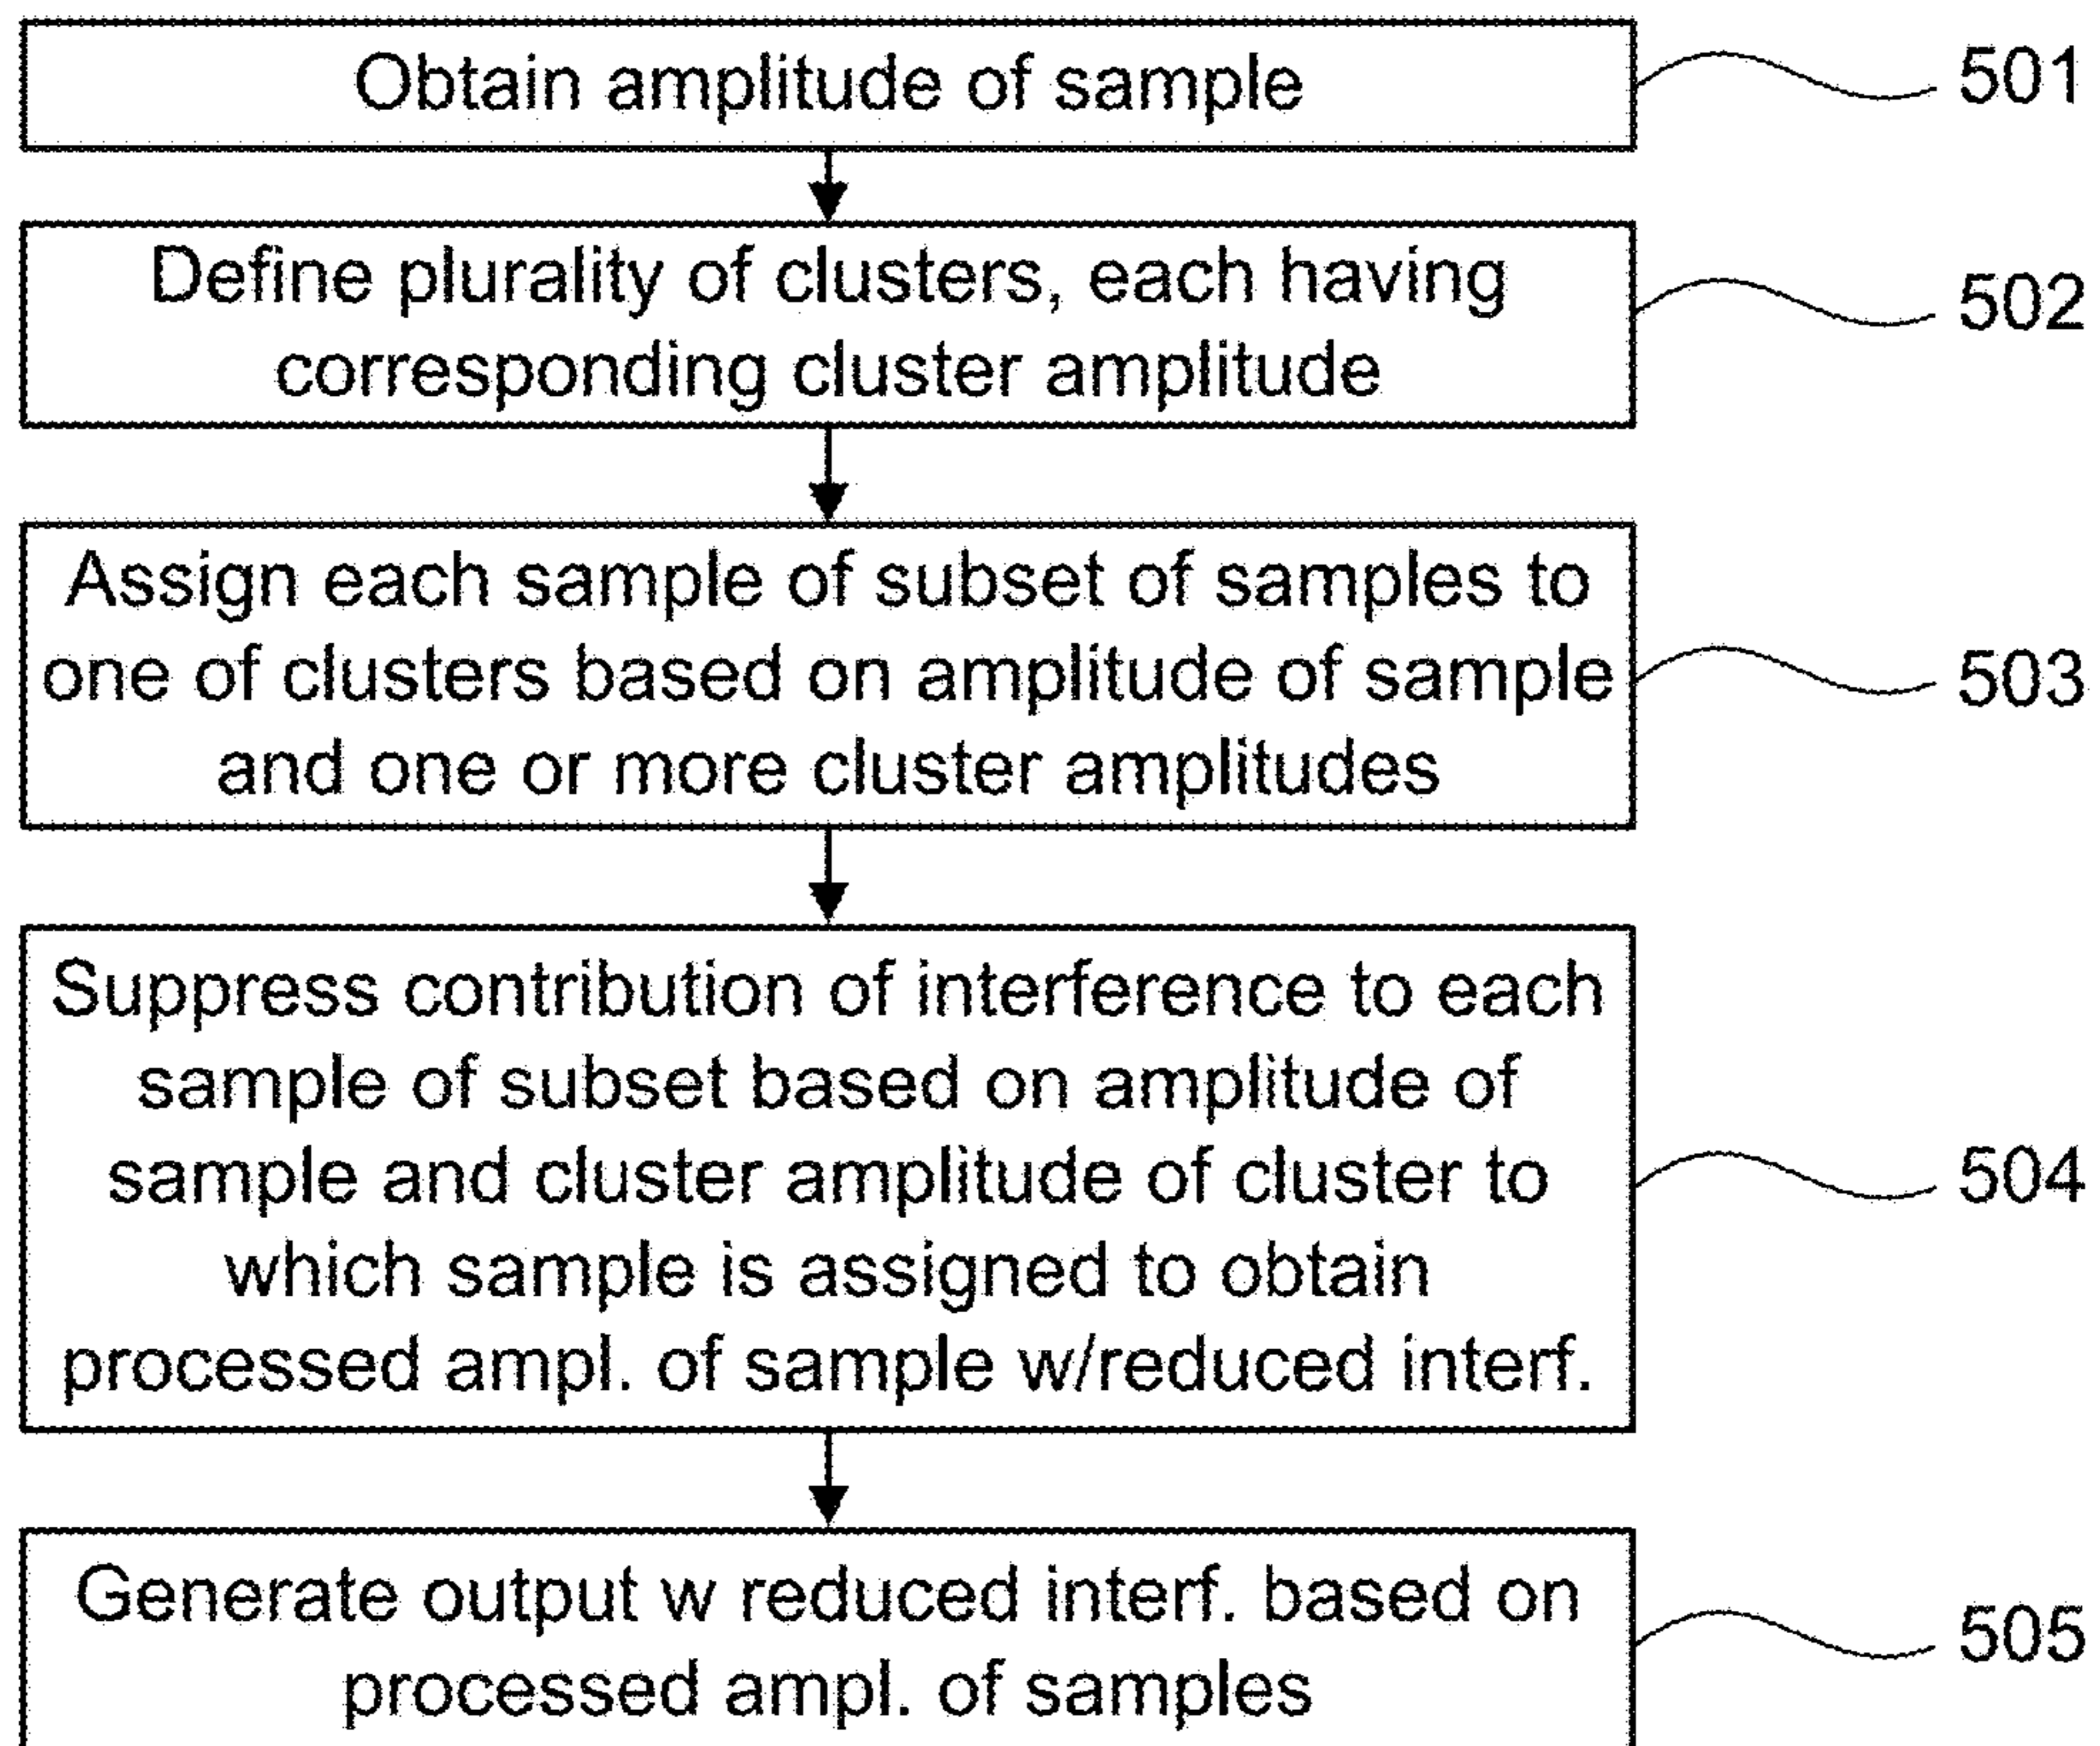 Obtain amplitude of sample
501
Define plurality of clusters, each having
corresponding cluster amplitude
502
Assign each sample of subset of samples to
one of clusters based on amplitude of sample
and one or more cluster amplitudes
503
Suppress contribution of interference to each
sample of subset based on amplitude of
sample and cluster amplitude of cluster to
which sample is assigned to obtain
processed ampl. of sample w/reduced interf.
504
Generate output w reduced interf. based on
processed ampl. of samples
505